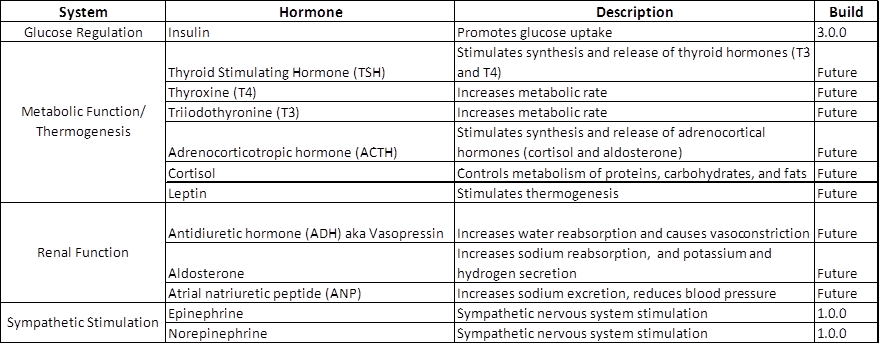 System Hormone Description Build
Glucose Regulation Insulin Promotes glucose uptake 3.0.0
Metabolic Function/
Thermogenesis
Stimulates synthesis and release of thyroid hormones (T3
Thyroid Stimulating Hormone (TSH) and T4) Future
Thyroxine (T4) Increases metabolic rate Future
Triiodothyronine (T3) Increases metabolic rate Future
Stimulates synthesis and release of adrenocortical
Adrenocorticotropic hormone (ACTH) hormones (cortisol and aldosterone) Future
Cortisol Controls metabolism of proteins, carbohydrates, and fats Future
Leptin Stimulates thermogenesis Future
Renal Function
Antidiuretic hormone (ADH) aka Vasopressin Increases water reabsorption and causes vasoconstriction Future
Increases sodium reabsorption, and potassium and
Aldosterone hydrogen secretion Future
Atrial natriuretic peptide (ANP) Increases sodium excretion, reduces blood pressure Future
Sympathetic Stimulation
Epinephrine Sympathetic nervous system stimulation 1.0.0
Norepinephrine Sympathetic nervous system stimulation 1.0.0